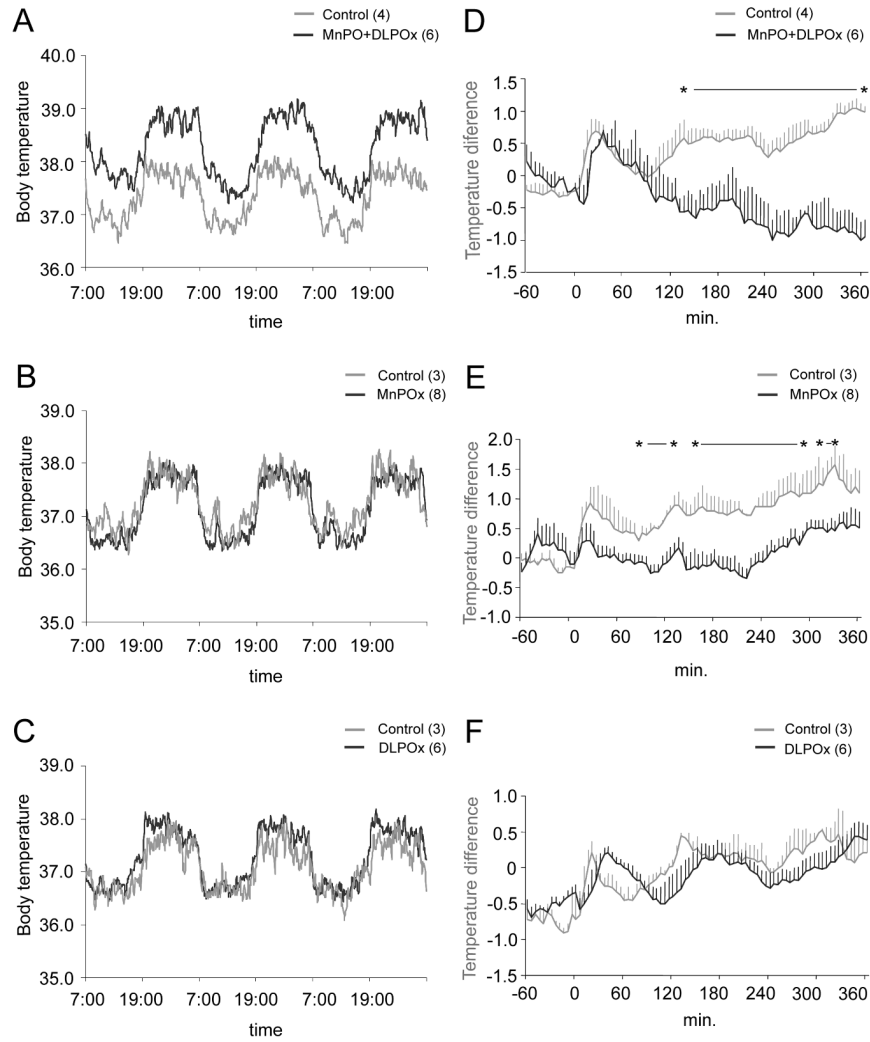 A
Control (4)
MnPO+DLPOx (6)
Body temperature
40.0
39.0
38.0
37.0
36.0
7:00 19:00 7:00 19:00 7:00 19:00
time
D
Control (4)
MnPO+DLPOx (6)
Temperature diference
1.5
1.0
0.5
0
-0.5
-1.0
-1.5
* *
-60 0 60 120 180 240 300 360
min.
B
Control (3)
MnPOx (8)
Body temperature
39.0
38.0
37.0
36.0
35.0
7:00 19:00 7:00 19:00 7:00 19:00
time
E
Control (3)
MnPOx (8)
Temperature difference
2.0
1.5
1.0
0.5
0
-0.5
-1.0
* * * * * *
-60 0 60 120 180 240 300 360
min.
C
Control (3)
DLPOx (6)
Body temperature
39.0
38.0
37.0
36.0
35.0
7:00 19:00 7:00 19:00 7:00 19:00
time
F
Control (3)
DLPOx (6)
Temperature difference
1.0
0.5
0
-0.5
-1.0
-1.5
-60 0 60 120 180 240 300 360
min.